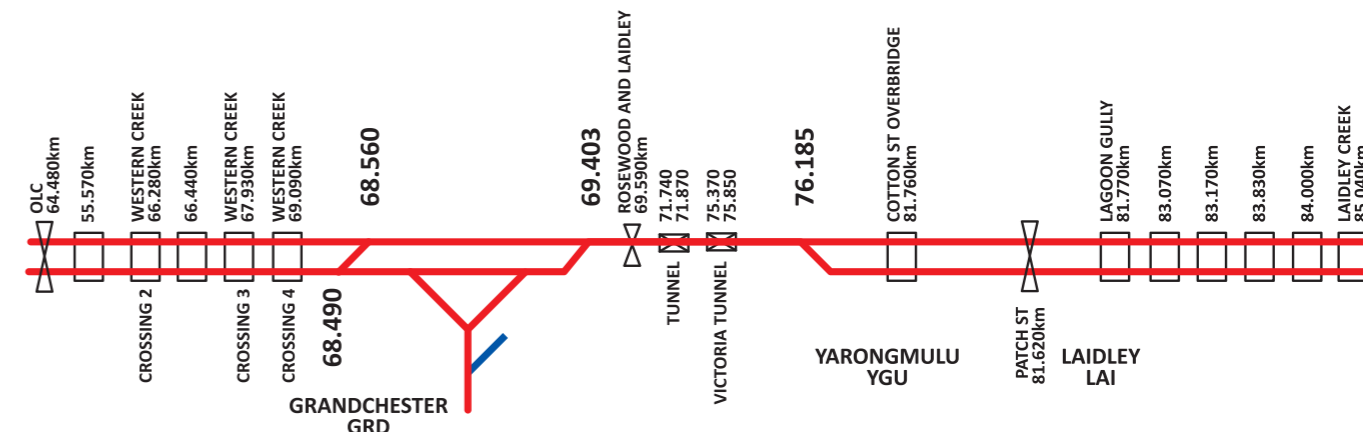 OLC
64.480km
55.570km
WESTERN CREEK
66.280km
CROSSING 2
66.440km
WESTERN CREEK
67.930km
CROSSING 3
WESTERN CREEK
69.090km
CROSSING 4
68.490
68.560
GRANDCHESTER
GRD
69.403
ROSEWOOD AND LAIDLEY
69.590km
71.740
71.870
TUNNEL
75.370
75.850
VICTORIA TUNNEL
76.185
YARONGMULU
YGU
COTTON ST OVERBRIDGE
81.760km
PATCH ST
81.620km
LAIDLEY
LAI
LAGOON GULLY
81.770km
83.070km
83.170km
83.830km
84.000km
LAIDLEY CREEK
85.040km